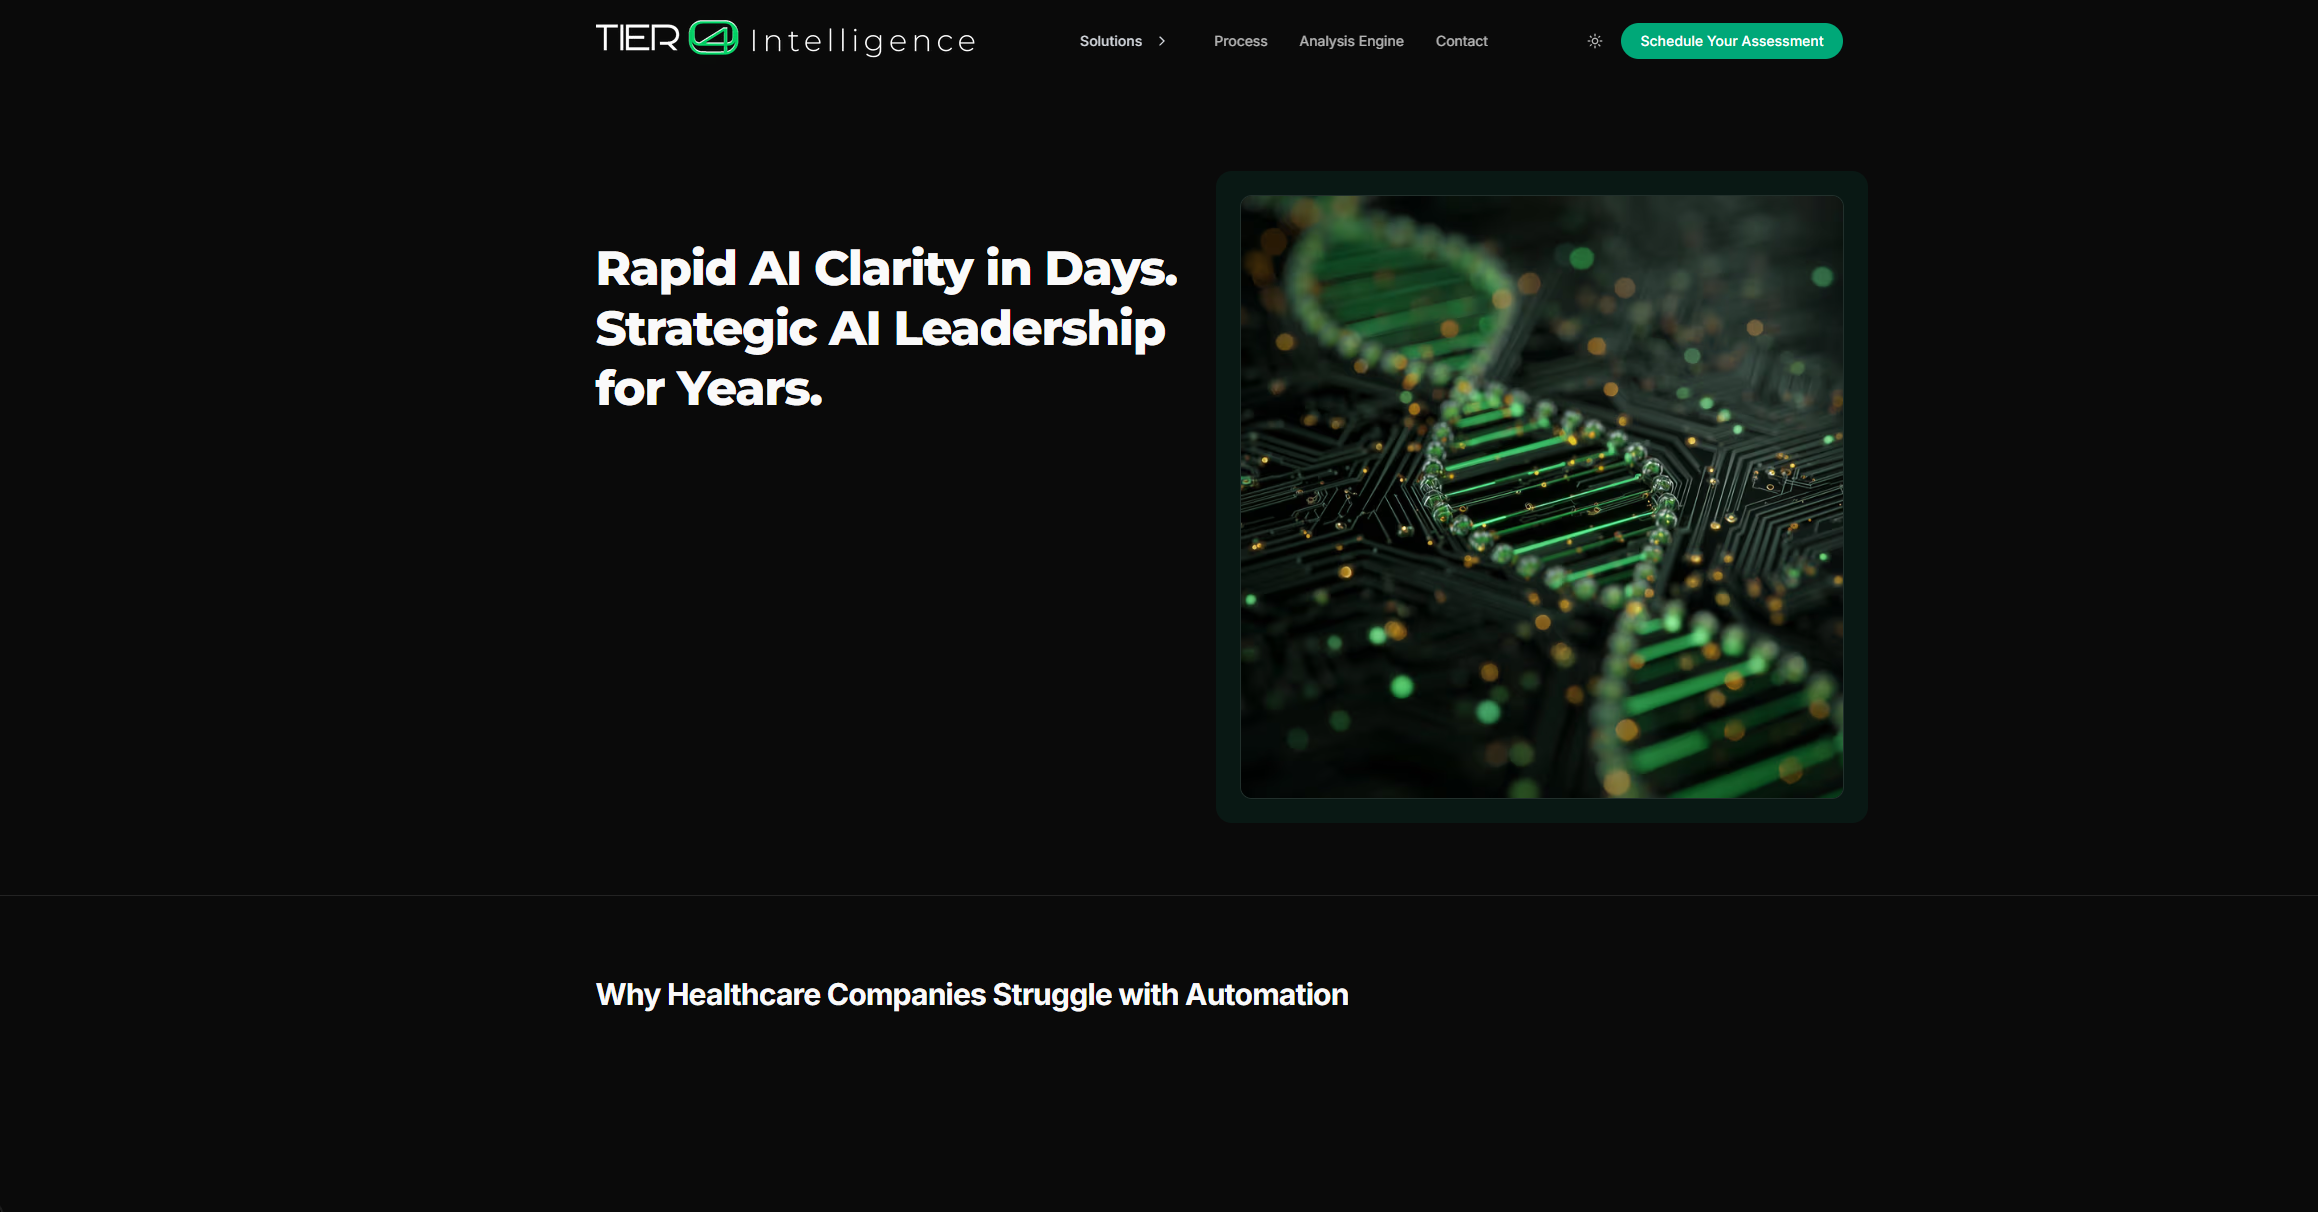 TIER 4 Intelligence
Solutions
Process
Analysis Engine
Contact
Schedule Your Assessment
Rapid AI Clarity in Days.
Strategic AI Leadership
for Years.
Why Healthcare Companies Struggle with Automation